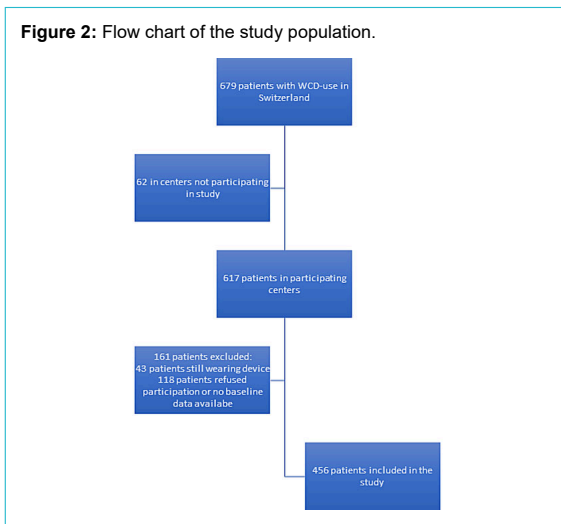 Figure 2: Flow chart of the study population.
679 patients with WCD-use in
Switzerland
62 in centers not participating
in study
617 patients in participating
centers
161 patients excluded:
43 patients still wearing device
118 patients refused
participation or no baseline
data availabe
456 patients included in the
study